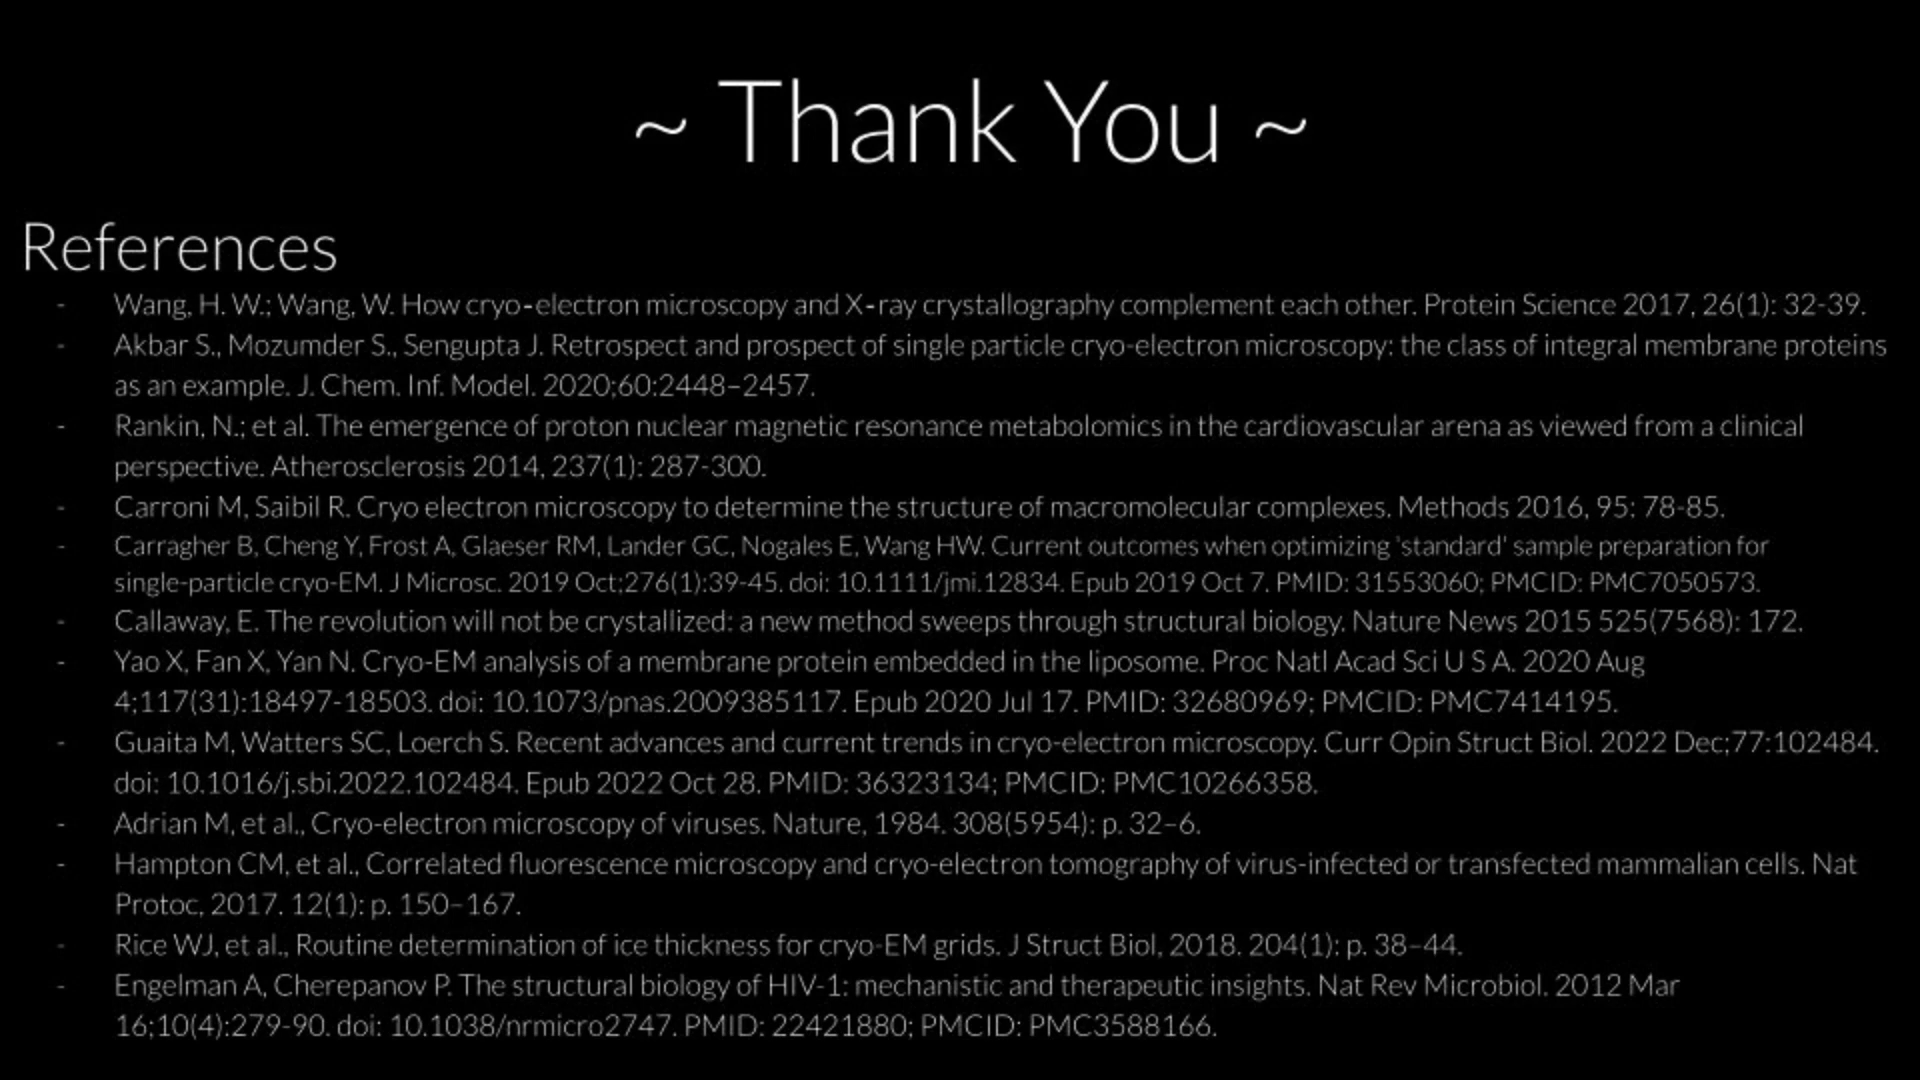 ~ Thank You ~
References
- Wang, H. W.; Wang, W. How cryo-electron microscopy and X-ray crystallography complement each other. Protein Science 2017, 26(1): 32-39.
- Akbar S., Mozumder S., Sengupta J. Retrospect and prospect of single particle cryo-electron microscopy: the class of integral membrane proteins
as an example. J. Chem. Inf. Model. 2020;60:2448–2457.
- Rankin, N.; et al. The emergence of proton nuclear magnetic resonance metabolomics in the cardiovascular arena as viewed from a clinical
perspective. Atherosclerosis 2014, 237(1): 287-300.
- Carroni M, Saibil R. Cryo electron microscopy to determine the structure of macromolecular complexes. Methods 2016, 95: 78-85.
- Carragher B, Cheng Y, Frost A, Glaeser RM, Lander GC, Nogales E, Wang HW. Current outcomes when optimizing 'standard' sample preparation for
single-particle cryo-EM. J Microsc. 2019 Oct;276(1):39-45. doi: 10.1111/jmi.12834. Epub 2019 Oct 7. PMID: 31553060; PMCID: PMC7050573.
- Callaway, E. The revolution will not be crystallized: a new method sweeps through structural biology. Nature News 2015 525(7568): 172.
- Yao X, Fan X, Yan N. Cryo-EM analysis of a membrane protein embedded in the liposome. Proc Natl Acad Sci U S A. 2020 Aug
4;117(31):18497-18503. doi: 10.1073/pnas.2009385117. Epub 2020 Jul 17. PMID: 32680969; PMCID: PMC7414195.
- Guaita M, Watters SC, Loerch S. Recent advances and current trends in cryo-electron microscopy. Curr Opin Struct Biol. 2022 Dec;77:102484.
doi: 10.1016/j.sbi.2022.102484. Epub 2022 Oct 28. PMID: 36323134; PMCID: PMC10266358.
- Adrian M, et al., Cryo-electron microscopy of viruses. Nature, 1984. 308(5954): p. 32–6.
- Hampton CM, et al., Correlated fluorescence microscopy and cryo-electron tomography of virus-infected or transfected mammalian cells. Nat
Protoc, 2017. 12(1): p. 150–167.
- Rice WJ, et al., Routine determination of ice thickness for cryo-EM grids. J Struct Biol, 2018. 204(1): p. 38–44.
- Engelman A, Cherepanov P. The structural biology of HIV-1: mechanistic and therapeutic insights. Nat Rev Microbiol. 2012 Mar
16;10(4):279-90. doi: 10.1038/nrmicro2747. PMID: 22421880; PMCID: PMC3588166.